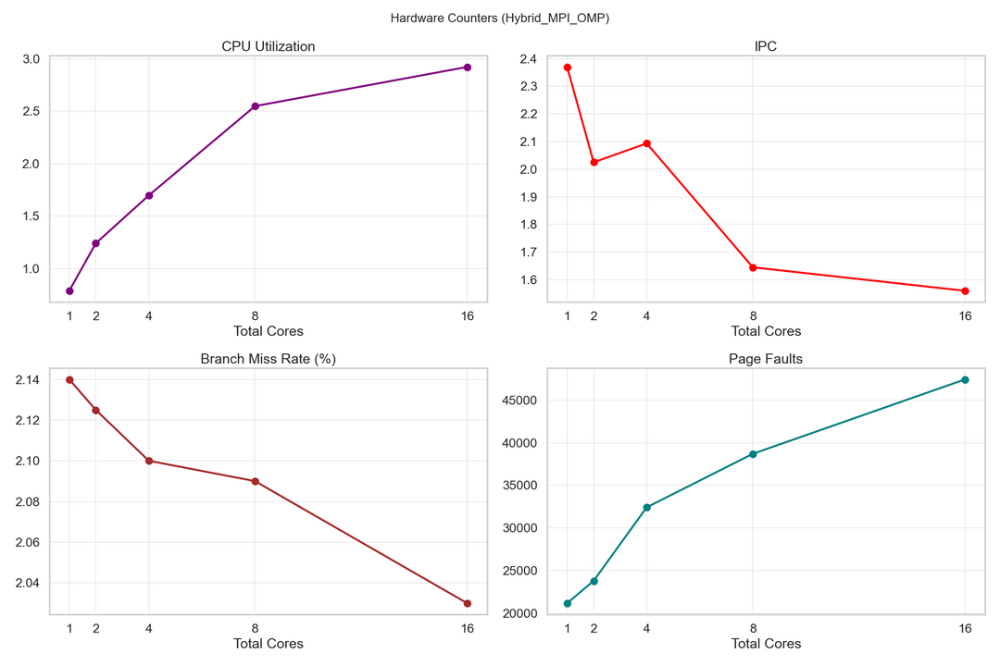 Hardware Counters (Hybrid_MPI_OMP)
CPU Utilization
3.0
2.5
2.0
1.5
1.0
1 2 4 8 16
Total Cores
IPC
2.4
2.3
2.2
2.1
2.0
1.9
1.8
1.7
1.6
1 2 4 8 16
Total Cores
Branch Miss Rate (%)
2.14
2.12
2.10
2.08
2.06
2.04
1 2 4 8 16
Total Cores
Page Faults
45000
40000
35000
30000
25000
20000
1 2 4 8 16
Total Cores